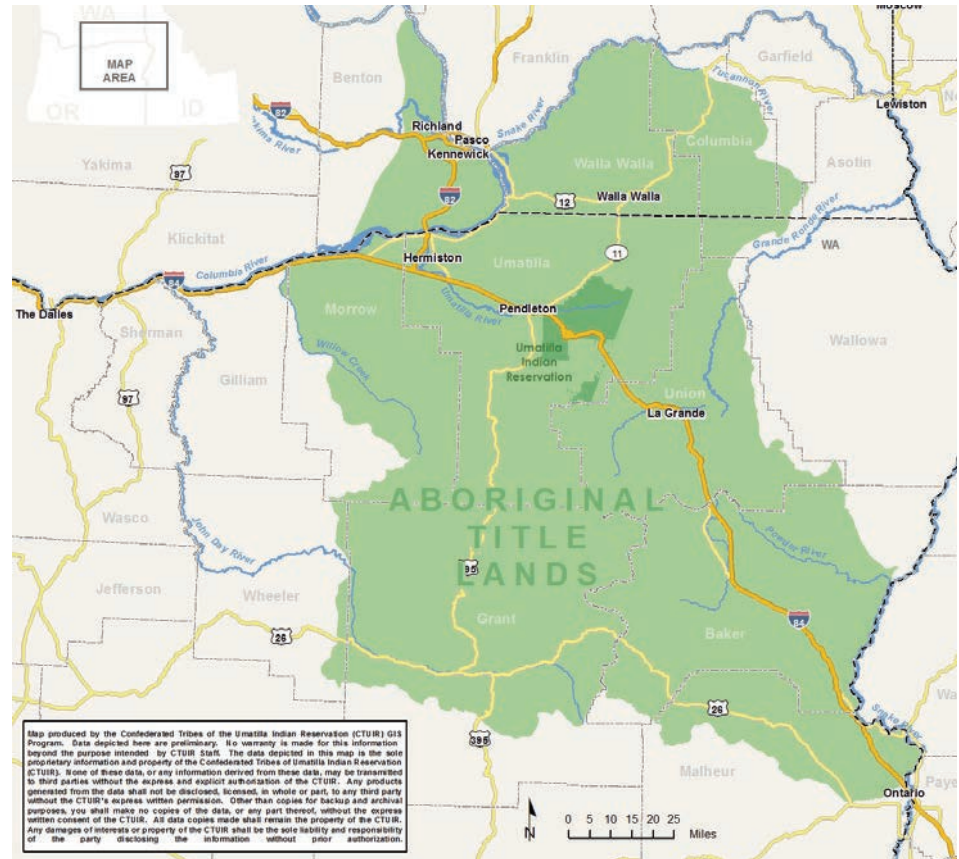 MAP
AREA
WA
OR
ID
Moscow
Franklin
Garfield
Benton
Tucannon River
Lewiston
82
Snake River
Richland
Pasco
Kennewick
Columbia
Yakima
97
Walla Walla
Asotin
82
12
Walla Walla
Klickitat
Grande Ronde River
WA
11
Columbia River
Hermiston
Umatilla
84
The Dalles
Morrow
Umatilla River
Pendleton
Sherman
Umatilla
Indian
Reservation
Wallowa
Willow Creek
Gilliam
97
Union
La Grande
ABORIGINAL
TITLE
LANDS
Wasco
John Day River
Powder River
Jefferson
Wheeler
Grant
Baker
84
26
26
Snake River
395
Malheur
Ontario
Map produced by the Confederated Tribes of the Umatilla Indian Reservation (CTUIR) GIS
Program. Data depicted here are preliminary. No warranty is made for this information
beyond the purpose intended by CTUIR Staff. The data depicted in this map is the sole
proprietary information and property of the Confederated Tribes of Umatilla Indian Reservation
(CTUIR). None of these data, or any information derived from these data, may be transmitted
to third parties without the express and explicit authorization of the CTUIR. Any products
generated from the data shall not be disclosed, licensed, in whole or part, to any third party
without the CTUIR's express written permission. Other than copies for backup and archival
purposes, you shall make no copies of the data, or any part thereof, without the express
written consent of the CTUIR. All data copies made shall remain the property of the CTUIR.
Any damages of interests or property of the CTUIR shall be the sole liability and responsibility
of the party disclosing the information without prior authorization.
N
0 5 10 15 20 25
Miles